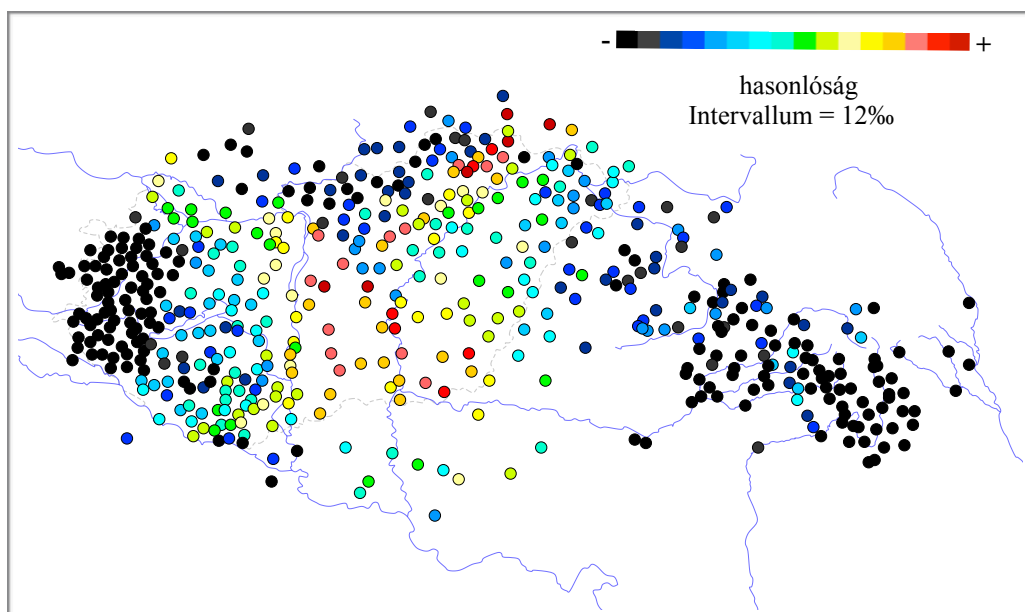 - +
hasonlóság
Intervallum = 12‰